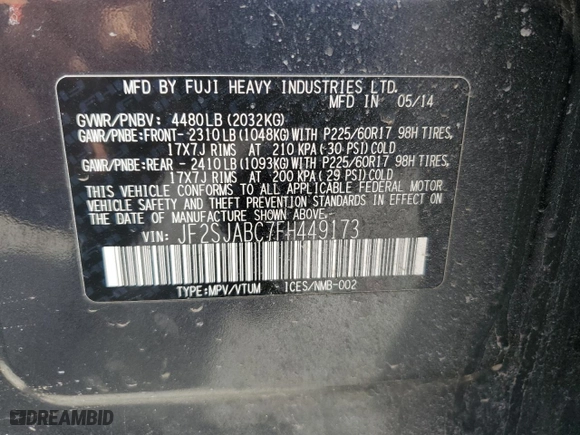 MFD BY FUJI HEAVY INDUSTRIES LTD.
MFD IN 05/14
GVWR/PNBV: 4480LB(2032KG)
GAWR/PNBE:FRONT- 2310LB(1048KG)WITH P225/60R17 98H TIRES,
17X7J RIMS AT 210 KPA(-30 PSI)COLD
GAWR/PNBE:REAR - 2410LB(1093KG)WITH P225/60R17 98H TIRES,
17X7J RIMS AT 200 KPA( 29 PSI)COLD
THIS VEHICLE CONFORMS TO ALL APPLICABLE FEDERAL MOTOR
VEHICLE SAFETY AND THEFT PREVENTION STANDARDS IN EFFECT
ON THE DATE OF MANUFACTURE SHOWN ABOVE.
VIN: JF2SJABC7FH449173
TYPE:MPV/VTUM ICES/NMB-002
DREAMBID